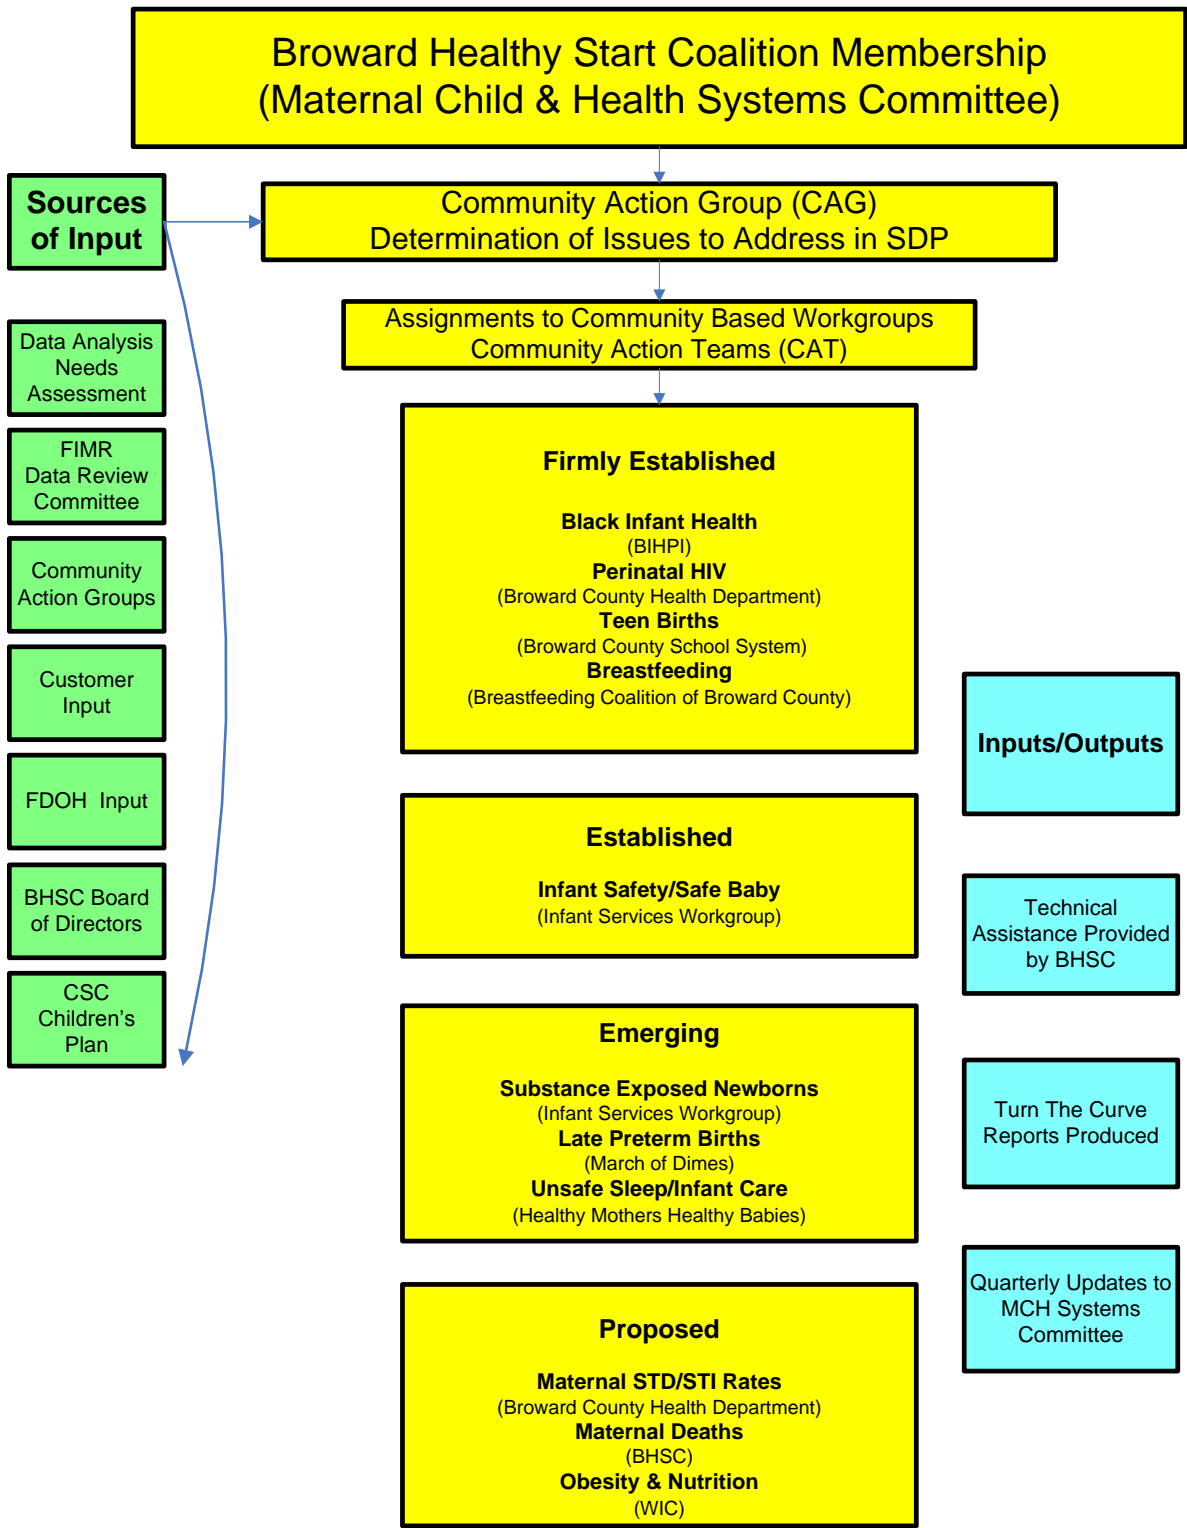 Broward Healthy Start Coalition Membership
(Maternal Child & Health Systems Committee)
Sources
of Input
Community Action Group (CAG)
Determination of Issues to Address in SDP
Assignments to Community Based Workgroups
Community Action Teams (CAT)
Data Analysis
Needs
Assessment
FIMR
Data Review
Committee
Community
Action Groups
Customer
Input
FDOH  Input
BHSC Board
of Directors
CSC
Children’s
Plan
Firmly Established
Black Infant Health
(BIHPI)
Perinatal HIV
(Broward County Health Department)
Teen Births
(Broward County School System)
Breastfeeding
(Breastfeeding Coalition of Broward County)
Established
Infant Safety/Safe Baby
(Infant Services Workgroup)
Emerging
Substance Exposed Newborns
(Infant Services Workgroup)
Late Preterm Births
(March of Dimes)
Unsafe Sleep/Infant Care
(Healthy Mothers Healthy Babies)
Proposed
Maternal STD/STI Rates
(Broward County Health Department)
Maternal Deaths
(BHSC)
Obesity & Nutrition
(WIC)
Inputs/Outputs
Technical
Assistance Provided
by BHSC
Turn The Curve
Reports Produced
Quarterly Updates to
MCH Systems
Committee